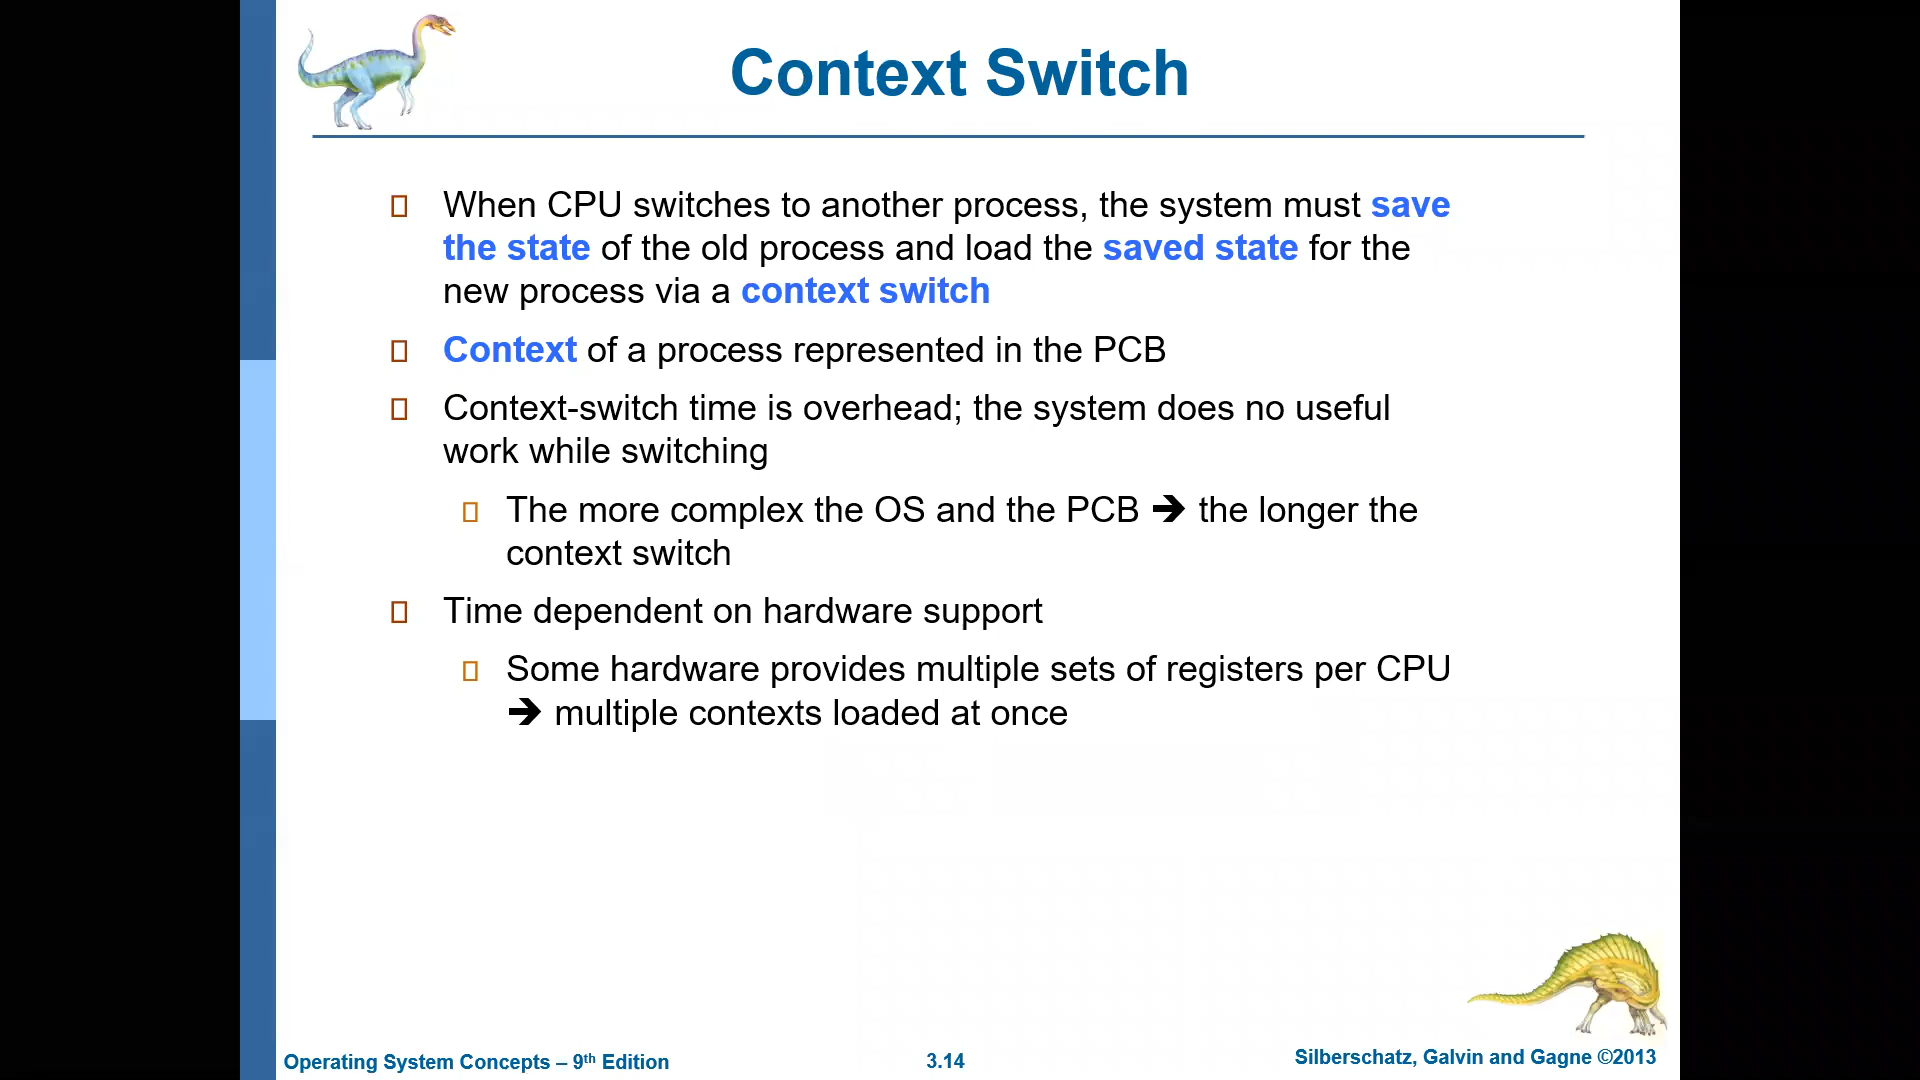 Context Switch
When CPU switches to another process, the system must save
the state of the old process and load the saved state for the
new process via a context switch
Context of a process represented in the PCB
Context-switch time is overhead; the system does no useful
work while switching
The more complex the OS and the PCB ➔ the longer the
context switch
Time dependent on hardware support
Some hardware provides multiple sets of registers per CPU
➔ multiple contexts loaded at once
Operating System Concepts – 9th Edition
3.14
Silberschatz, Galvin and Gagne ©2013